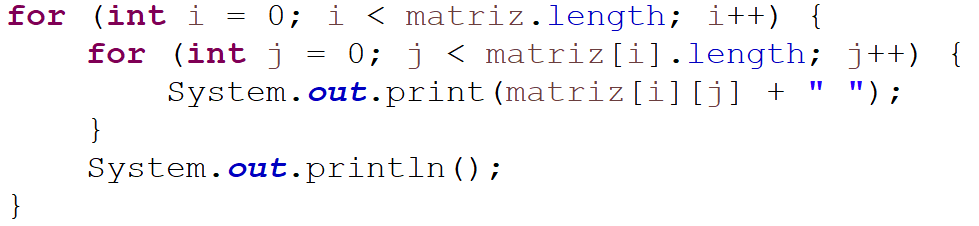 for (int i = 0; i < matriz.length; i++) {
    for (int j = 0; j < matriz[i].length; j++) {
        System.out.print(matriz[i][j] + " ");
    }
    System.out.println();
}